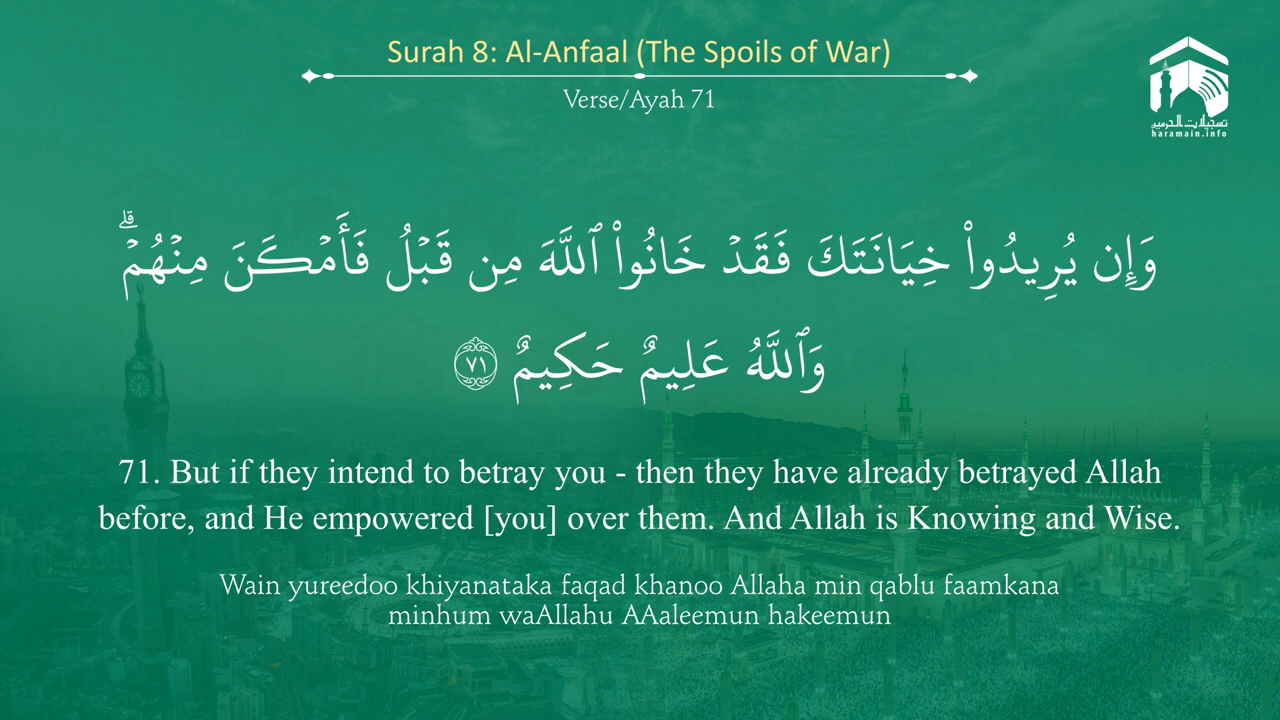 Surah 8: Al-Anfaal (The Spoils of War)
Verse/Ayah 71
تسجيلات الحرمين
haramain.info
وَإِن يُرِيدُوا۟ خِيَانَتَكَ فَقَدْ خَانُوا۟ ٱللَّهَ مِن قَبْلُ فَأَمْكَنَ مِنْهُمْ ۗ
وَٱللَّهُ عَلِيمٌ حَكِيمٌ ٧١
71. But if they intend to betray you - then they have already betrayed Allah
before, and He empowered [you] over them. And Allah is Knowing and Wise.
Wain yureedoo khiyanataka faqad khanoo Allaha min qablu faamkana
minhum waAllahu AAaleemun hakeemun